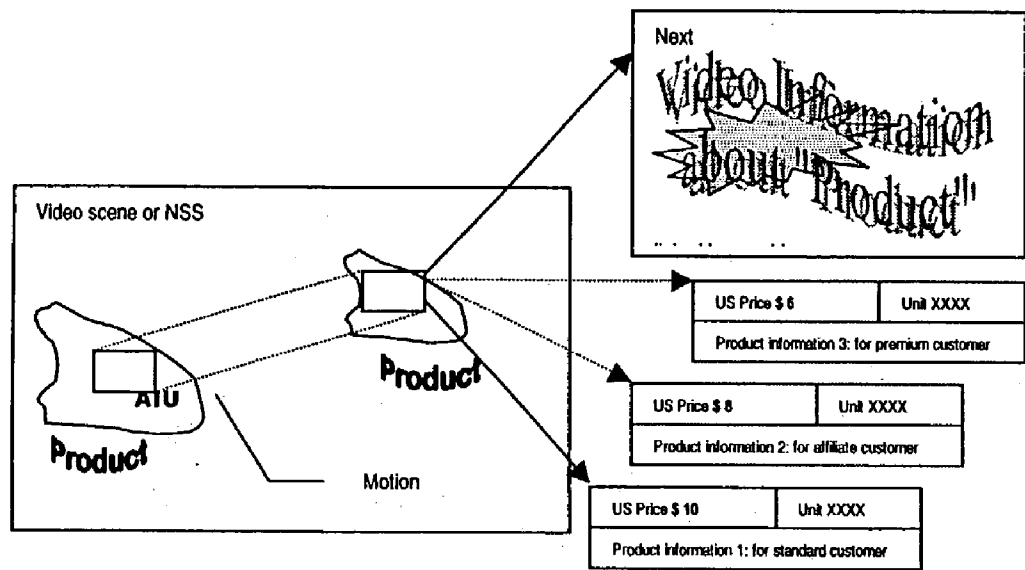 Next
Video Information
about "Product"
Video scene or NSS
Product
ATU
Product
Motion
US Price $ 6
Unit XXXX
Product information 3: for premium customer
US Price $ 8
Unit XXXX
Product information 2: for affiliate customer
US Price $ 10
Unit XXXX
Product information 1: for standard customer